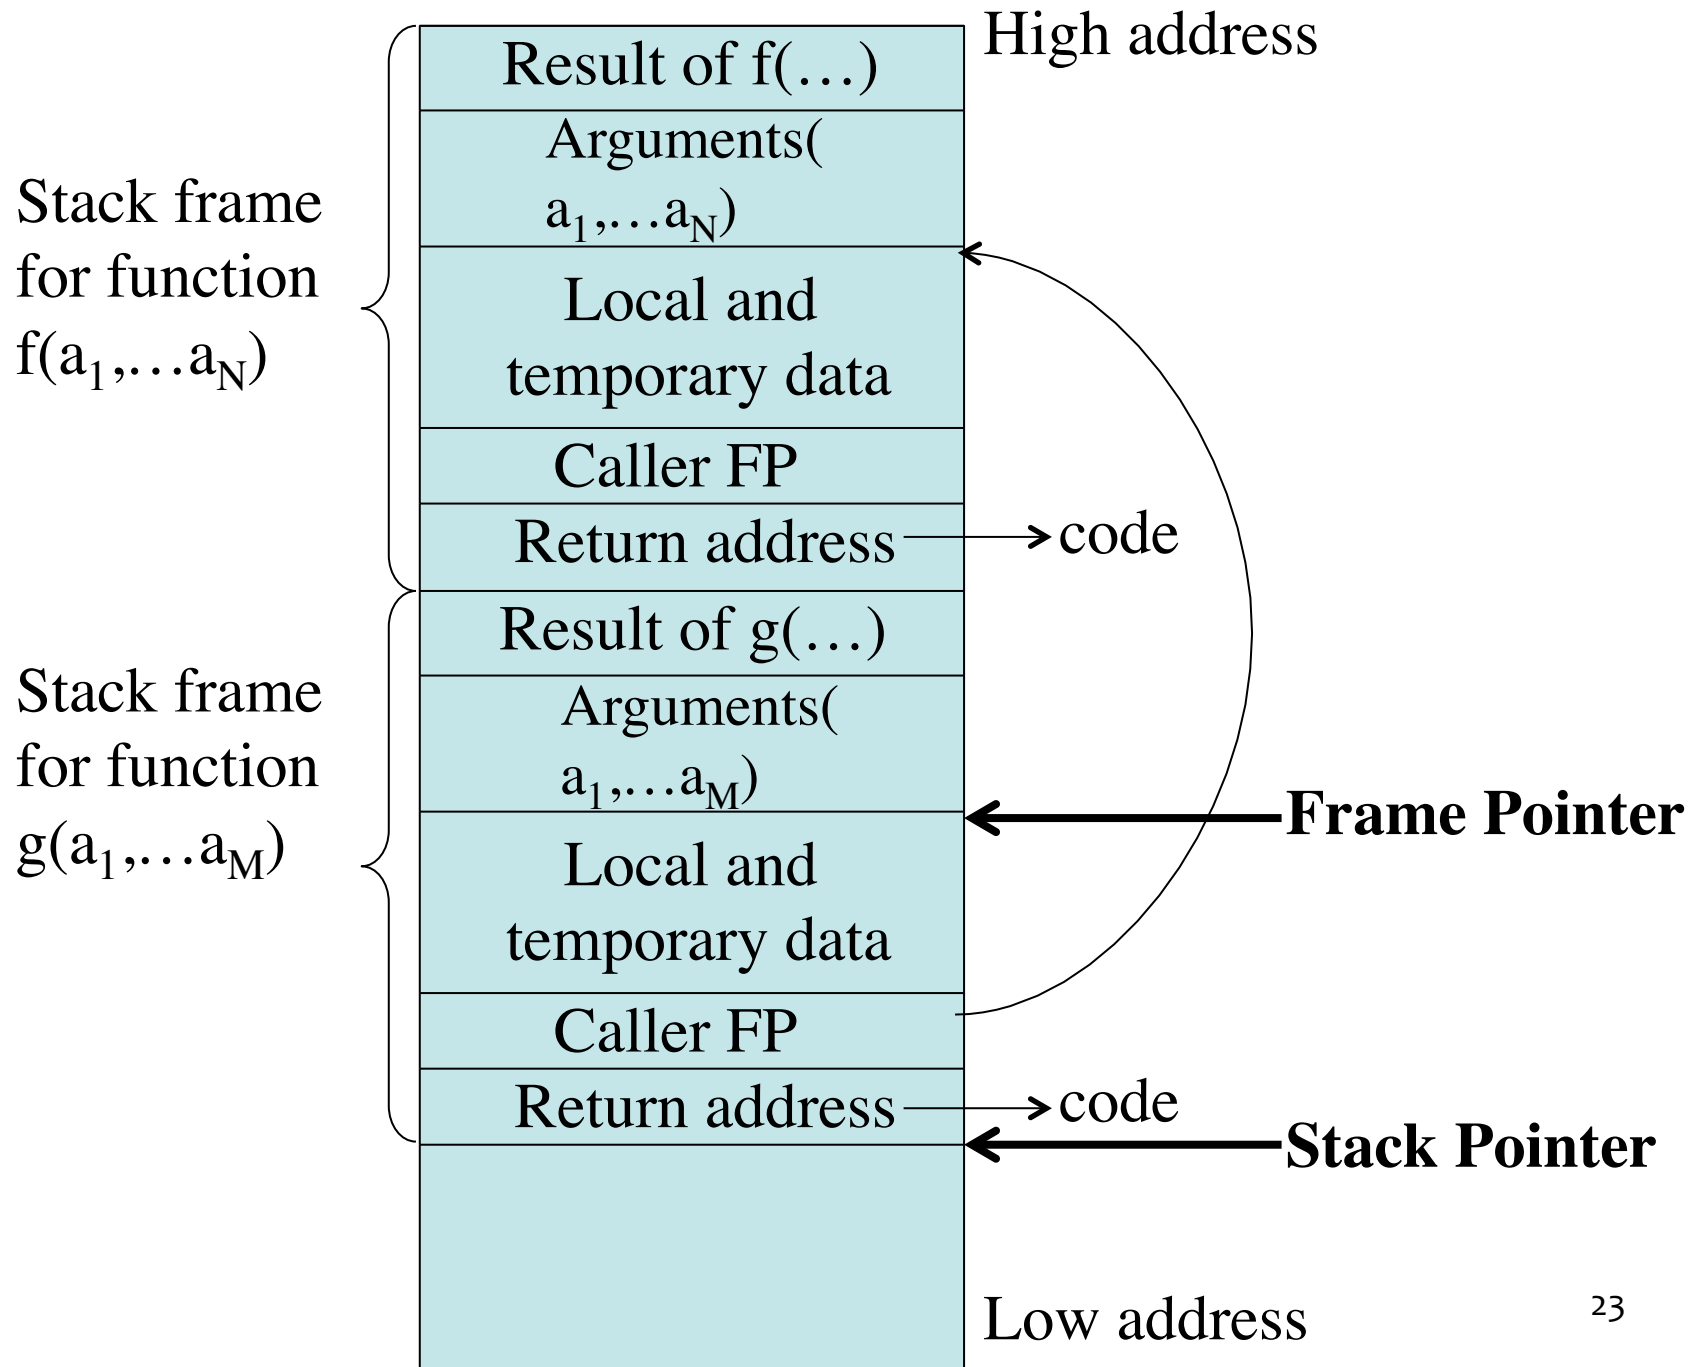 High address
Result of f(…)
Arguments(
a₁,…aN)
Stack frame
for function
f(a₁,…aN)
Local and
temporary data
Caller FP
Return address
code
Result of g(…)
Arguments(
a₁,…aM)
Stack frame
for function
g(a₁,…aM)
Frame Pointer
Local and
temporary data
Caller FP
Return address
code
Stack Pointer
Low address
23